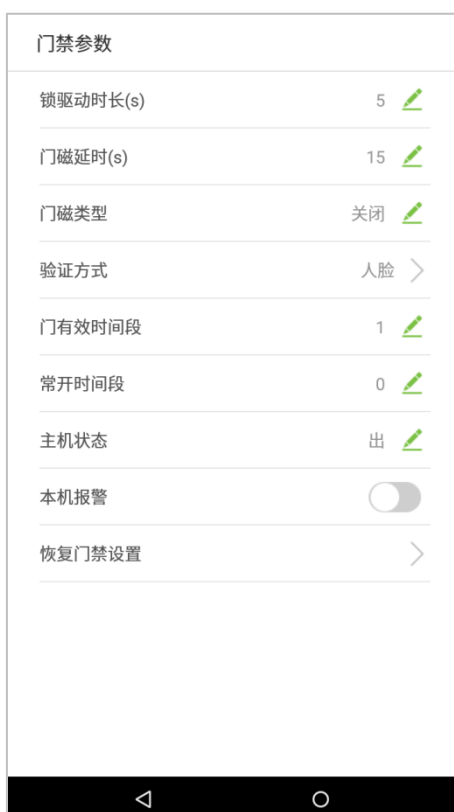 门禁参数
锁驱动时长(s) 5
门磁延时(s) 15
门磁类型 关闭
验证方式 人脸
门有效时间段 1
常开时间段 0
主机状态 出
本机报警
恢复门禁设置